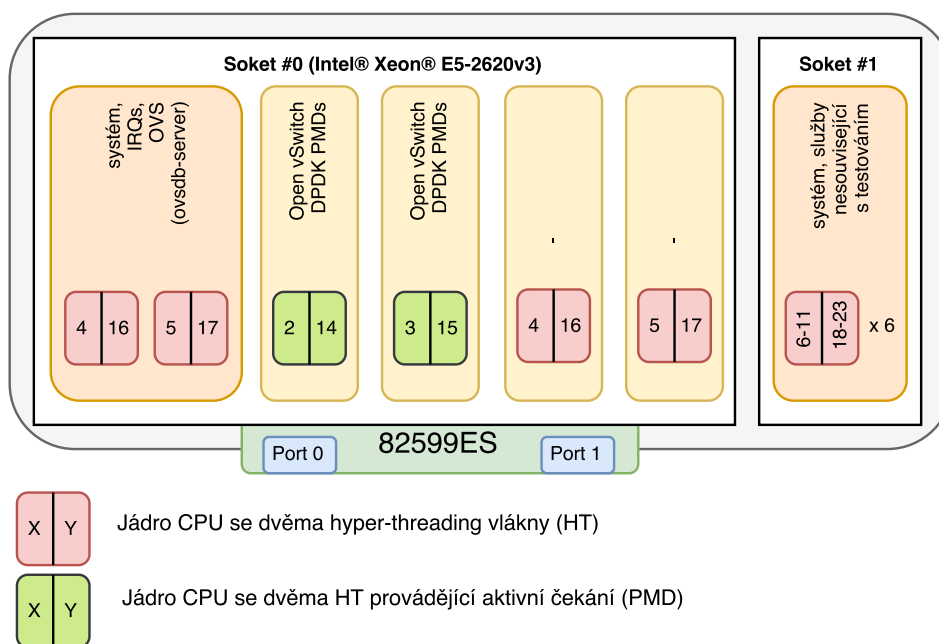 Soket #0 (Intel® Xeon® E5-2620v3)
Soket #1
systém,
IRQs,
OVS
(ovsdb-server)
Open vSwitch
DPDK PMDs
Open vSwitch
DPDK PMDs
-
-
systém, služby
nesouvisející
s testováním
4 16
5 17
2 14
3 15
4 16
5 17
6-11
18-23
x 6
82599ES
Port 0
Port 1
X Y
Jádro CPU se dvěma hyper-threading vlákny (HT)
X Y
Jádro CPU se dvěma HT provádějící aktivní čekání (PMD)